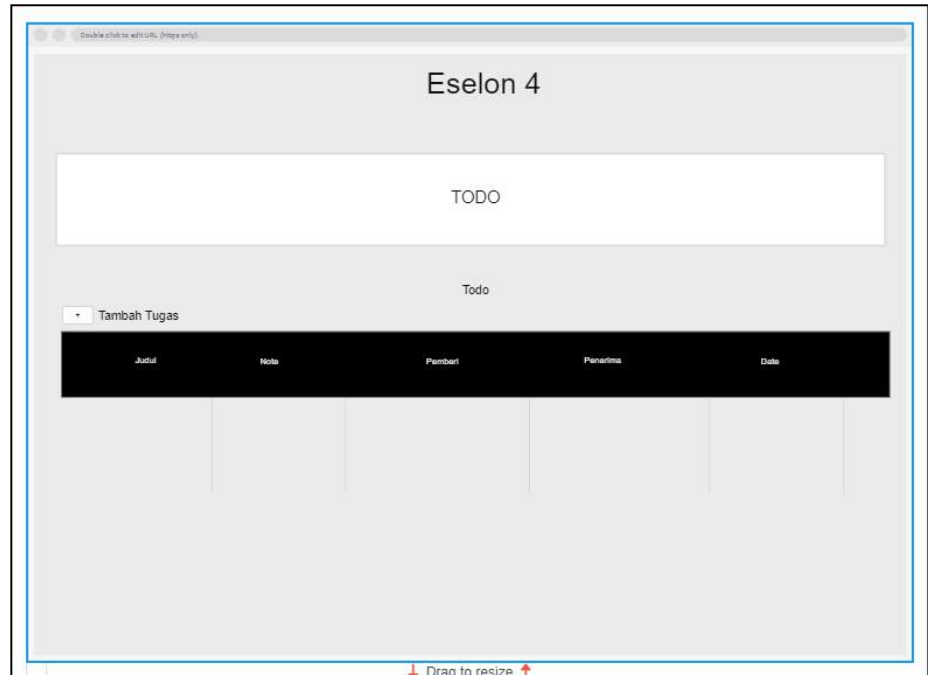 Double click to edit URL (https only).
Eselon 4
TODO
Todo
+ Tambah Tugas
Judul Note Pemberi Penerima Date
Drag to resize